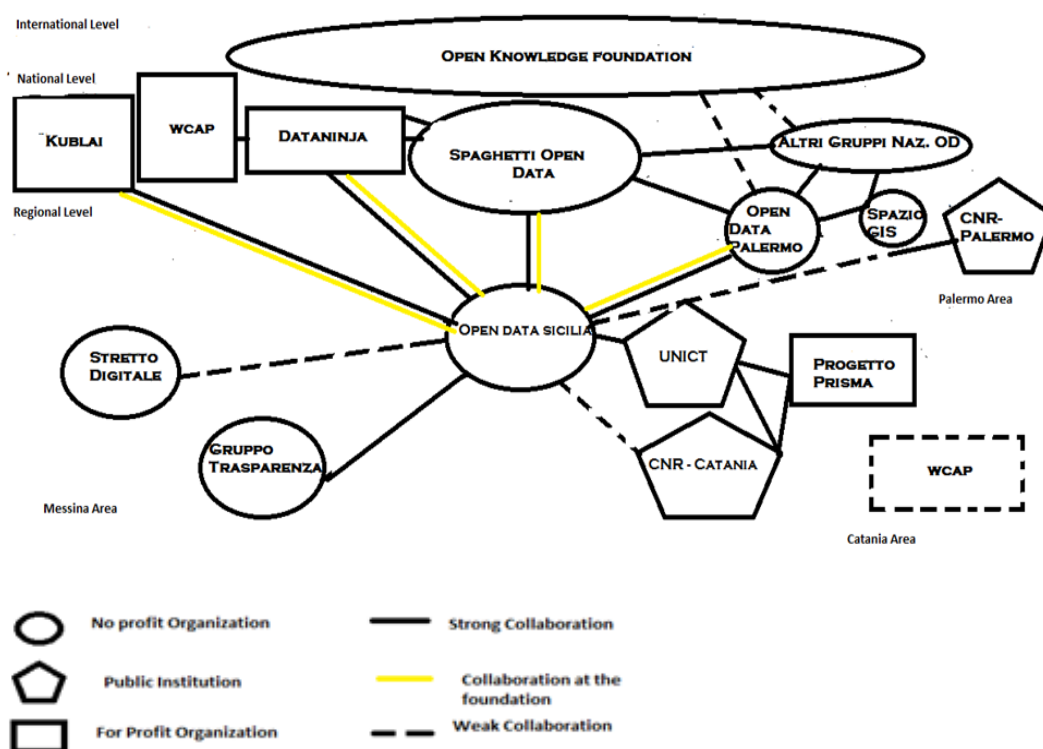 International Level
OPEN KNOWLEDGE FOUNDATION
National Level
KUBLAI
WCAP
DATANINJA
SPAGHETTI OPEN
DATA
ALTRI GRUPPI NAZ. OD
Regional Level
OPEN
DATA
PALERMO
SPAZIO
GIS
CNR-
PALERMO
Palermo Area
OPEN DATA SICILIA
STRETTO
DIGITALE
UNICT
PROGETTO
PRISMA
GRUPPO
TRASPARENZA
CNR - CATANIA
WCAP
Messina Area
Catania Area
No profit Organization
Strong Collaboration
Public Institution
Collaboration at the
foundation
For Profit Organization
Weak Collaboration